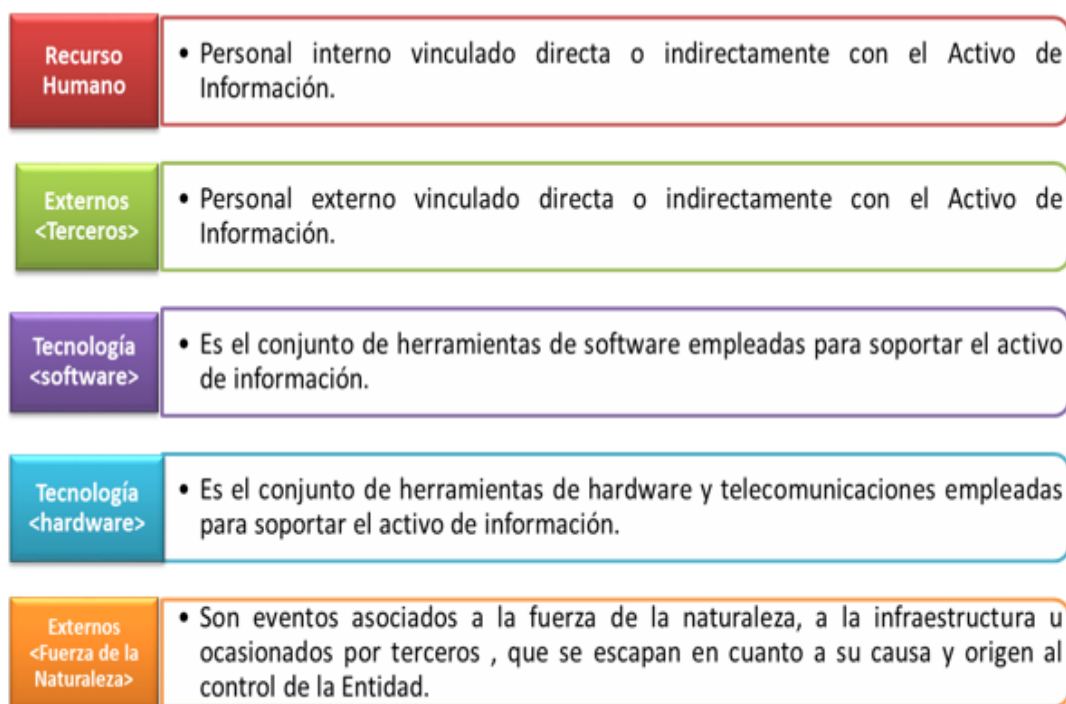 Recurso
Humano
• Personal interno vinculado directa o indirectamente con el Activo de
Información.
Externos
<Terceros>
• Personal externo vinculado directa o indirectamente con el Activo de
Información.
Tecnología
<software>
• Es el conjunto de herramientas de software empleadas para soportar el activo
de información.
Tecnología
<hardware>
• Es el conjunto de herramientas de hardware y telecomunicaciones empleadas
para soportar el activo de información.
Externos
<Fuerza de la
Naturaleza>
• Son eventos asociados a la fuerza de la naturaleza, a la infraestructura u
ocasionados por terceros , que se escapan en cuanto a su causa y origen al
control de la Entidad.